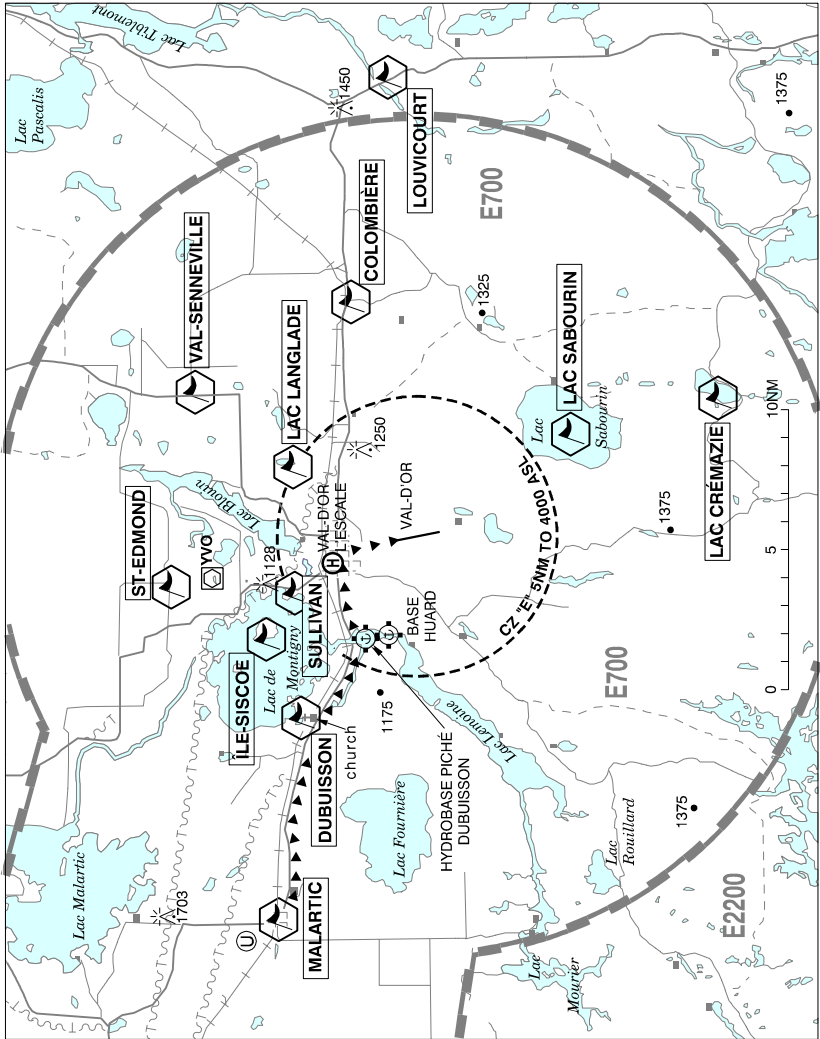 Lac Tiblemont
Lac
Pascalis
1450
LOUVICOURT
1375
VAL-SENNEVILLE
COLOMBIÈRE
E700
LAC LANGLADE
1325
LAC SABOURIN
Lac
Sabourin
10NM
1250
ST-EDMOND
YVO
Lac Blouin
VAL-D'OR
L'ESCALE
H
VAL-D'OR
CZ "E" 5NM TO 4000 ASL
1375
LAC CRÉMAZIE
5
1128
SULLIVAN
BASE
HUARD
ÎLE-SISCOE
Lac de
Montigny
0
E700
1175
church
DUBUISSON
HYDROBASE PICHÉ
DUBUISSON
Lac Lemoine
Lac Fournière
Lac
Rouillard
1375
Lac Malartic
1703
MALARTIC
U
E2200
Lac
Mourier